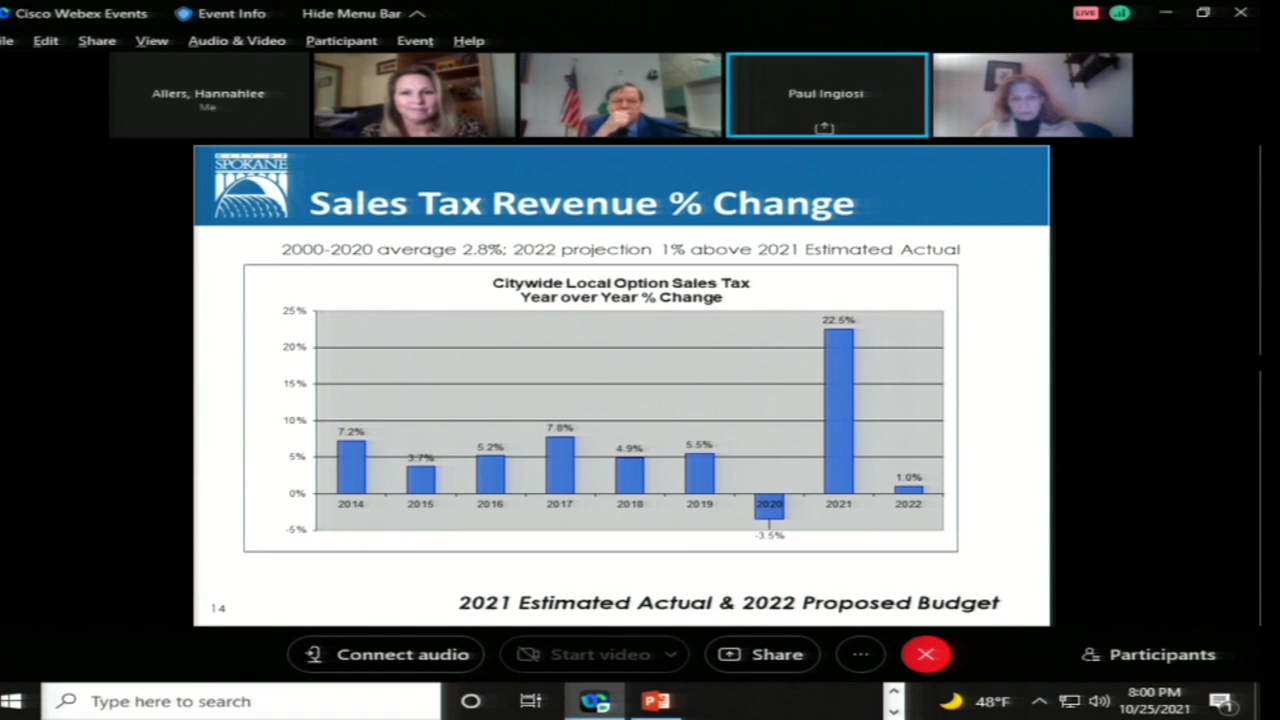 Cisco Webex Events Event Info Hide Menu Bar LIVE
ile Edit Share View Audio & Video Participant Event Help
Allers, Hannahlee
Me
Paul Ingiosi
CITY OF
SPOKANE
Sales Tax Revenue % Change
2000-2020 average 2.8%; 2022 projection 1% above 2021 Estimated Actual
Citywide Local Option Sales Tax
Year over Year % Change
25%
20%
15%
10%
5%
0%
-5%
7.2%
3.7%
5.2%
7.8%
4.9%
5.5%
-3.5%
22.5%
1.0%
2014 2015 2016 2017 2018 2019 2020 2021 2022
14
2021 Estimated Actual & 2022 Proposed Budget
Connect audio Start video Share Participants
Type here to search
48°F
8:00 PM
10/25/2021
1